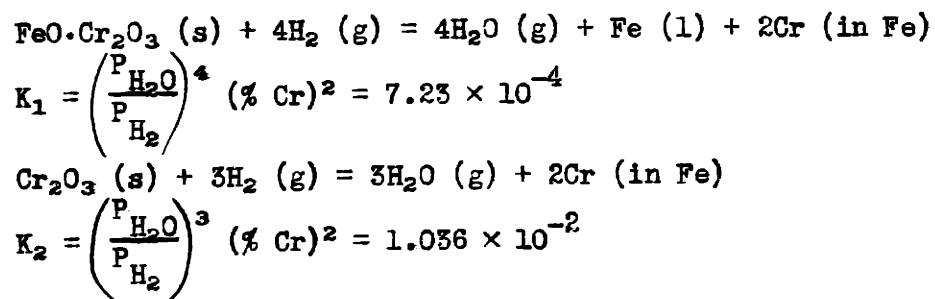 FeO·Cr₂O₃ (s) + 4H₂ (g) = 4H₂O (g) + Fe (l) + 2Cr (in Fe)
K₁ = (P_H₂O / P_H₂)⁴ (% Cr)² = 7.23 × 10⁻⁴
Cr₂O₃ (s) + 3H₂ (g) = 3H₂O (g) + 2Cr (in Fe)
K₂ = (P_H₂O / P_H₂)³ (% Cr)² = 1.036 × 10⁻²